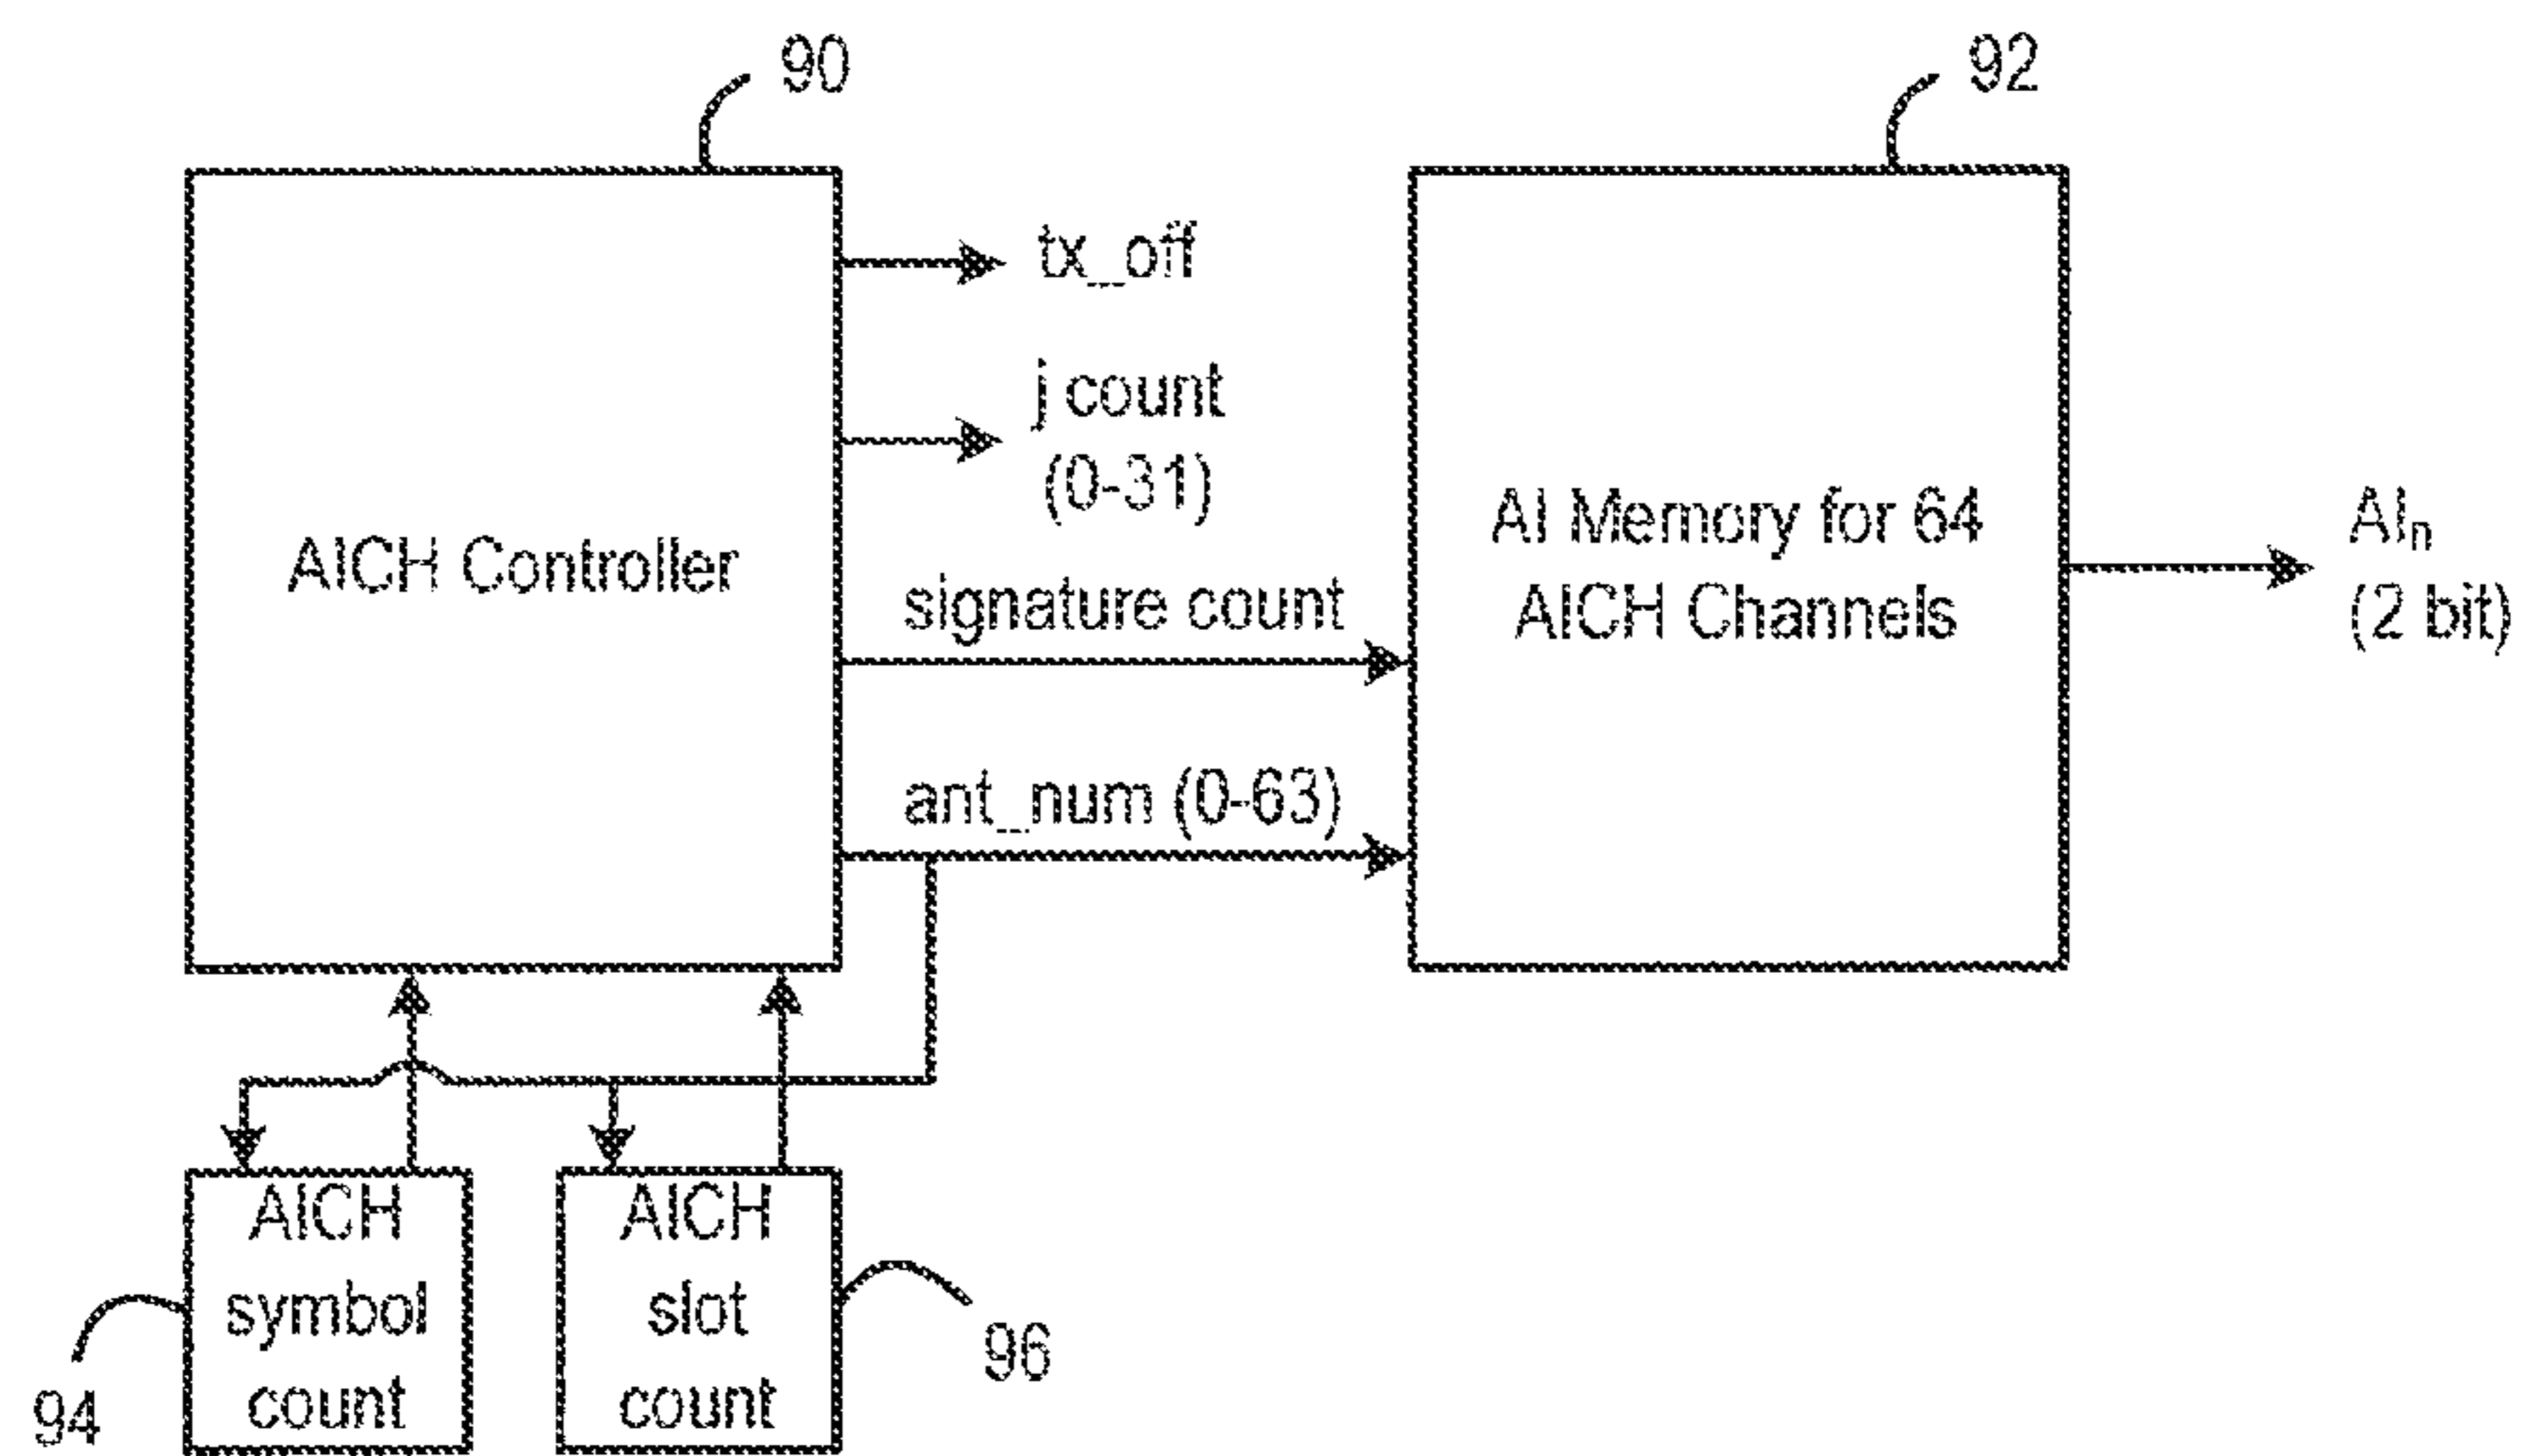 90
92
tx_off
j count
(0-31)
AICH Controller
signature count
ant_num (0-63)
AI Memory for 64
AICH Channels
AIn
(2 bit)
AICH
symbol
count
94
AICH
slot
count
96